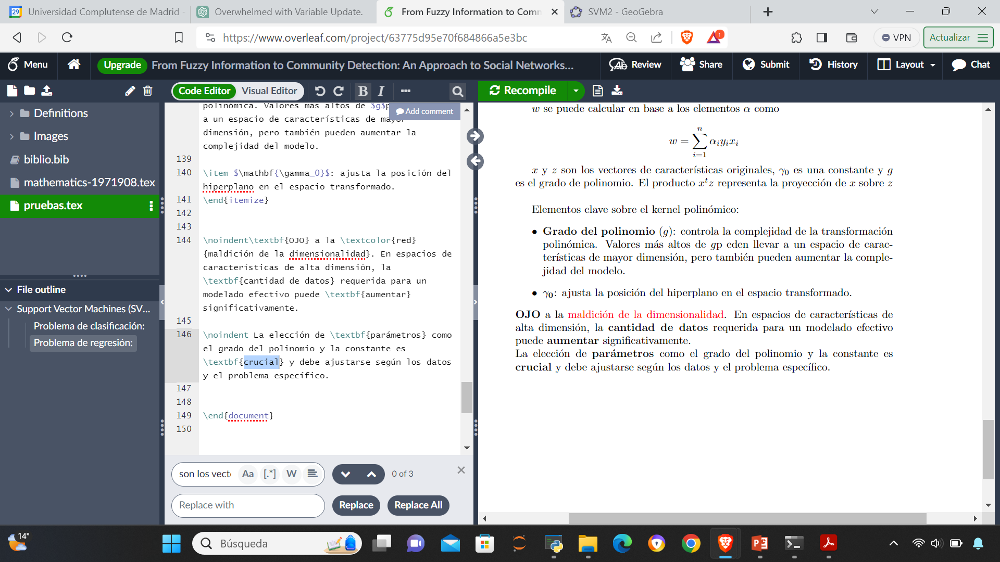 29 Universidad Complutense de Madrid -
Overwhelmed with Variable Update.
From Fuzzy Information to Comm
SVM2 - GeoGebra
https://www.overleaf.com/project/63775d95e70f684866a5e3bc
1
VPN
Actualizar
Menu
Upgrade
From Fuzzy Information to Community Detection: An Approach to Social Networks...
Review
Share
Submit
History
Layout
Chat
Code Editor
Visual Editor
B I
Recompile
Definitions
Images
biblio.bib
mathematics-1971908.tex
pruebas.tex
File outline
Support Vector Machines (SV...
Problema de clasificación:
Problema de regresión:
polinómica. Valores más altos de $g$p
Add comment
a un espacio de características de mayor
dimensión, pero también pueden aumentar la
complejidad del modelo.
139
140 \item $\mathbf{\gamma_0}$: ajusta la posición del
hiperplano en el espacio transformado.
141 \end{itemize}
142
143
144 \noindent\textbf{OJO} a la \textcolor{red}
{maldición de la dimensionalidad}. En espacios de
características de alta dimensión, la
\textbf{cantidad de datos} requerida para un
modelado efectivo puede \textbf{aumentar}
significativamente.
145
146 \noindent La elección de \textbf{parámetros} como
el grado del polinomio y la constante es
\textbf{crucial} y debe ajustarse según los datos
y el problema específico.
147
148
149 \end{document}
150
son los vect
Aa [.*] W
0 of 3
Replace with
Replace
Replace All
w se puede calcular en base a los elementos α como
w = ∑_{i=1}^{n} α_i y_i x_i
x y z son los vectores de características originales, γ₀ es una constante y g
es el grado de polinomio. El producto xᵗz representa la proyección de x sobre z
Elementos clave sobre el kernel polinómico:
• Grado del polinomio (g): controla la complejidad de la transformación
polinómica. Valores más altos de gp eden llevar a un espacio de carac-
terísticas de mayor dimensión, pero también pueden aumentar la comple-
jidad del modelo.
• γ₀: ajusta la posición del hiperplano en el espacio transformado.
OJO a la maldición de la dimensionalidad. En espacios de características de
alta dimensión, la cantidad de datos requerida para un modelado efectivo
puede aumentar significativamente.
La elección de parámetros como el grado del polinomio y la constante es
crucial y debe ajustarse según los datos y el problema específico.
14°
Búsqueda